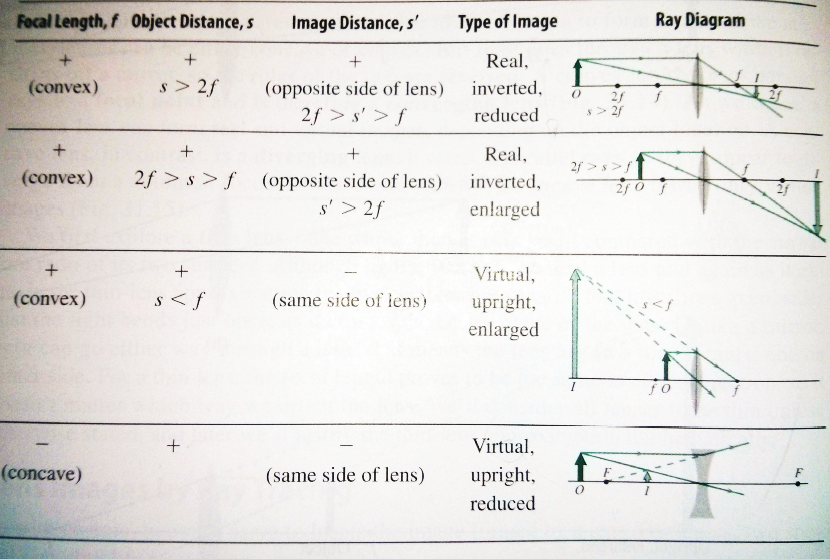 Focal Length, f Object Distance, s Image Distance, s′ Type of Image Ray Diagram
+ + + Real,
(convex) s > 2f (opposite side of lens) inverted,
2f > s′ > f reduced
O 2f f f I 2f
s > 2f
+ + + Real,
(convex) 2f > s > f (opposite side of lens) inverted,
s′ > 2f enlarged
2f > s > f
2f O f f 2f I
+ + − Virtual,
(convex) s < f (same side of lens) upright,
enlarged
s < f
I f O f
− + − Virtual,
(concave) (same side of lens) upright,
reduced
O F I F